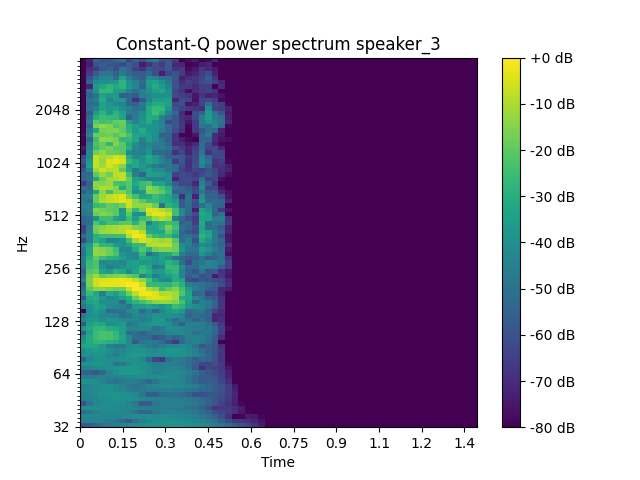 Constant-Q power spectrum speaker_3
Hz
2048
1024
512
256
128
64
32
0 0.15 0.3 0.45 0.6 0.75 0.9 1.1 1.2 1.4
Time
+0 dB
-10 dB
-20 dB
-30 dB
-40 dB
-50 dB
-60 dB
-70 dB
-80 dB